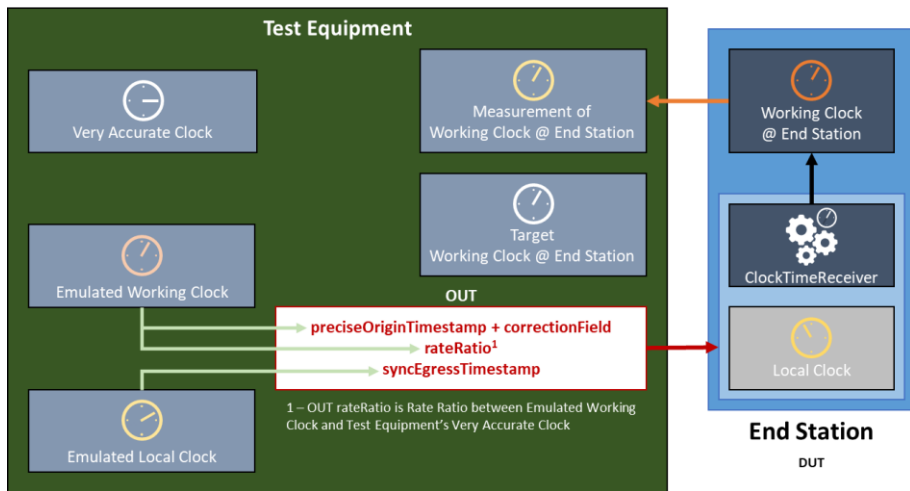 Test Equipment
Very Accurate Clock
Measurement of
Working Clock @ End Station
Working Clock
@ End Station
Target
Working Clock @ End Station
ClockTimeReceiver
Emulated Working Clock
OUT
preciseOriginTimestamp + correctionField
rateRatio¹
syncEgressTimestamp
Local Clock
1 – OUT rateRatio is Rate Ratio between Emulated Working
Clock and Test Equipment's Very Accurate Clock
Emulated Local Clock
End Station
DUT